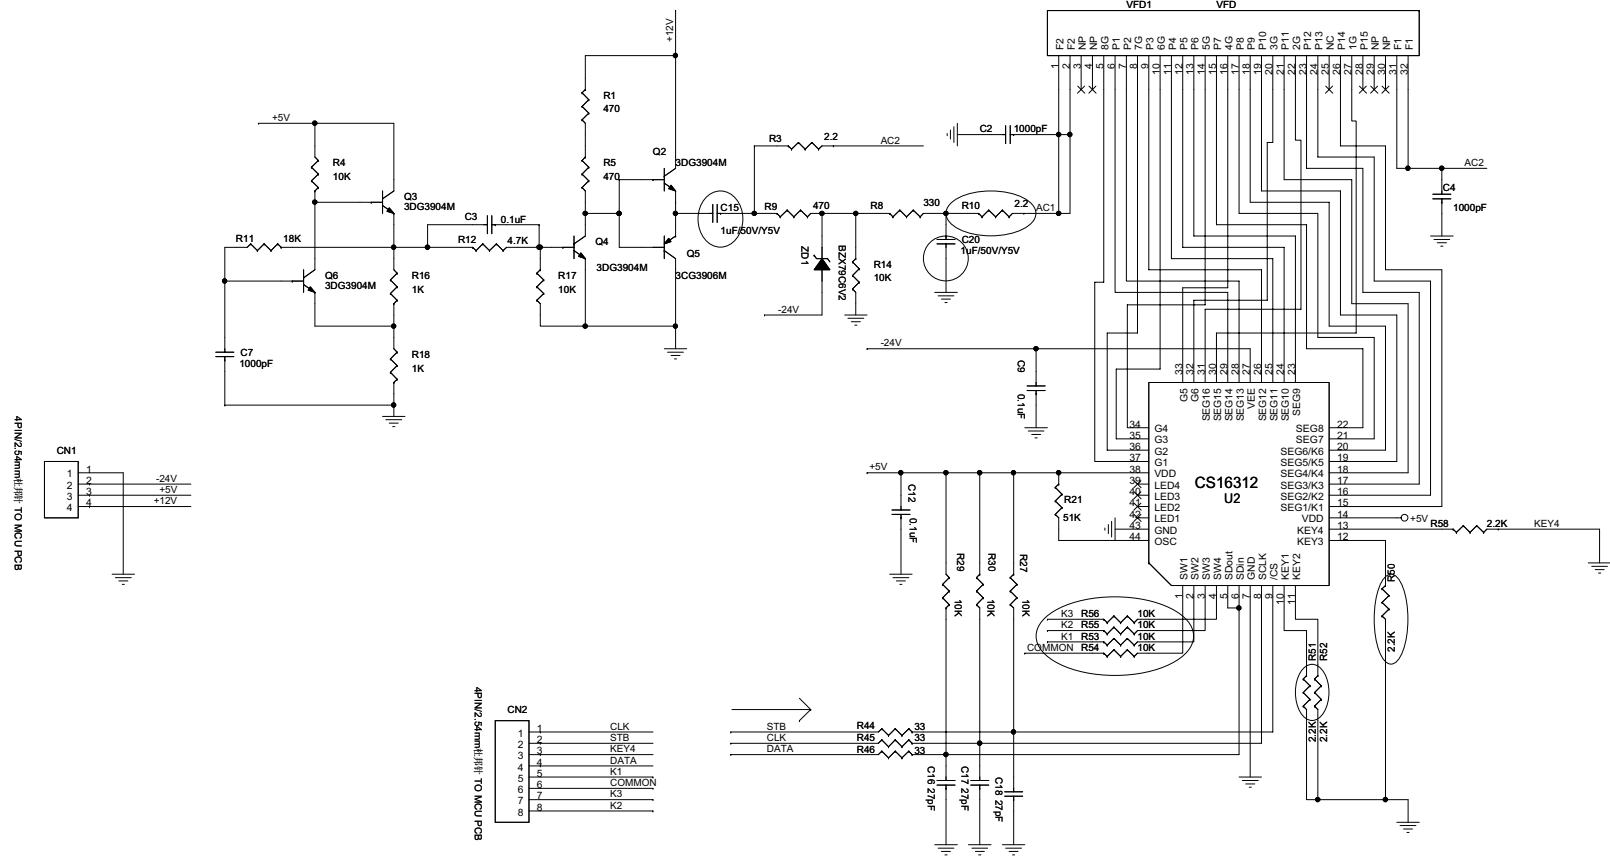 VFD1 VFD
F2 F2 NP NP 8G P1 P2 7G P3 6G P4 P5 P6 5G P7 4G P8 P9 P10 3G P11 2G P12 P13 NC P14 1G P15 NP NP F1 F1
1 2 3 4 5 6 7 8 9 10 11 12 13 14 15 16 17 18 19 20 21 22 23 24 25 26 27 28 29 30 31 32
+12V
R1
470
R5
470
+5V
R4
10K
Q3
3DG3904M
R11 18K
Q6
3DG3904M
C7
1000pF
R16
1K
R18
1K
C3 0.1uF
R12 4.7K
R17
10K
Q4
3DG3904M
Q2
3DG3904M
Q5
3CG3906M
R3 2.2 AC2
C15
1uF/50V/Y5V
R9 470
ZD1
BZX79C6V2
-24V
R14
10K
R8 330
R10 2.2 AC1
C20
1uF/50V/Y5V
C2 1000pF
AC2
C4
1000pF
-24V
C9 0.1uF
33 32 31 30 29 28 27 26 25 24 23
G5 G6 SEG16 SEG15 SEG14 SEG13 VEE SEG12 SEG11 SEG10 SEG9
34 G4
35 G3
36 G2
37 G1
38 VDD
39 LED4
40 LED3
41 LED2
42 LED1
43 GND
44 OSC
CS16312
U2
SEG8 22
SEG7 21
SEG6/K6 20
SEG5/K5 19
SEG4/K4 18
SEG3/K3 17
SEG2/K2 16
SEG1/K1 15
VDD 14
KEY4 13
KEY3 12
+5V
R58 2.2K KEY4
SW1 SW2 SW3 SW4 SDout SDin GND SCLK /CS KEY1 KEY2
1 2 3 4 5 6 7 8 9 10 11
+5V
C12 0.1uF
R21
51K
R29 10K
R30 10K
R27 10K
K3 R56 10K
K2 R55 10K
K1 R53 10K
COMMON R54 10K
R50 2.2K
R51 2.2K
R52 2.2K
STB R44 33
CLK R45 33
DATA R46 33
C16 27pF
C17 27pF
C18 27pF
CN1
1 1
2 2 -24V
3 3 +5V
4 4 +12V
4PIN/2.54mm TO MCU PCB
CN2
1 1 CLK
2 2 STB
3 3 KEY4
4 4 DATA
5 5 K1
6 6 COMMON
7 7 K3
8 8 K2
4PIN/2.54mm TO MCU PCB